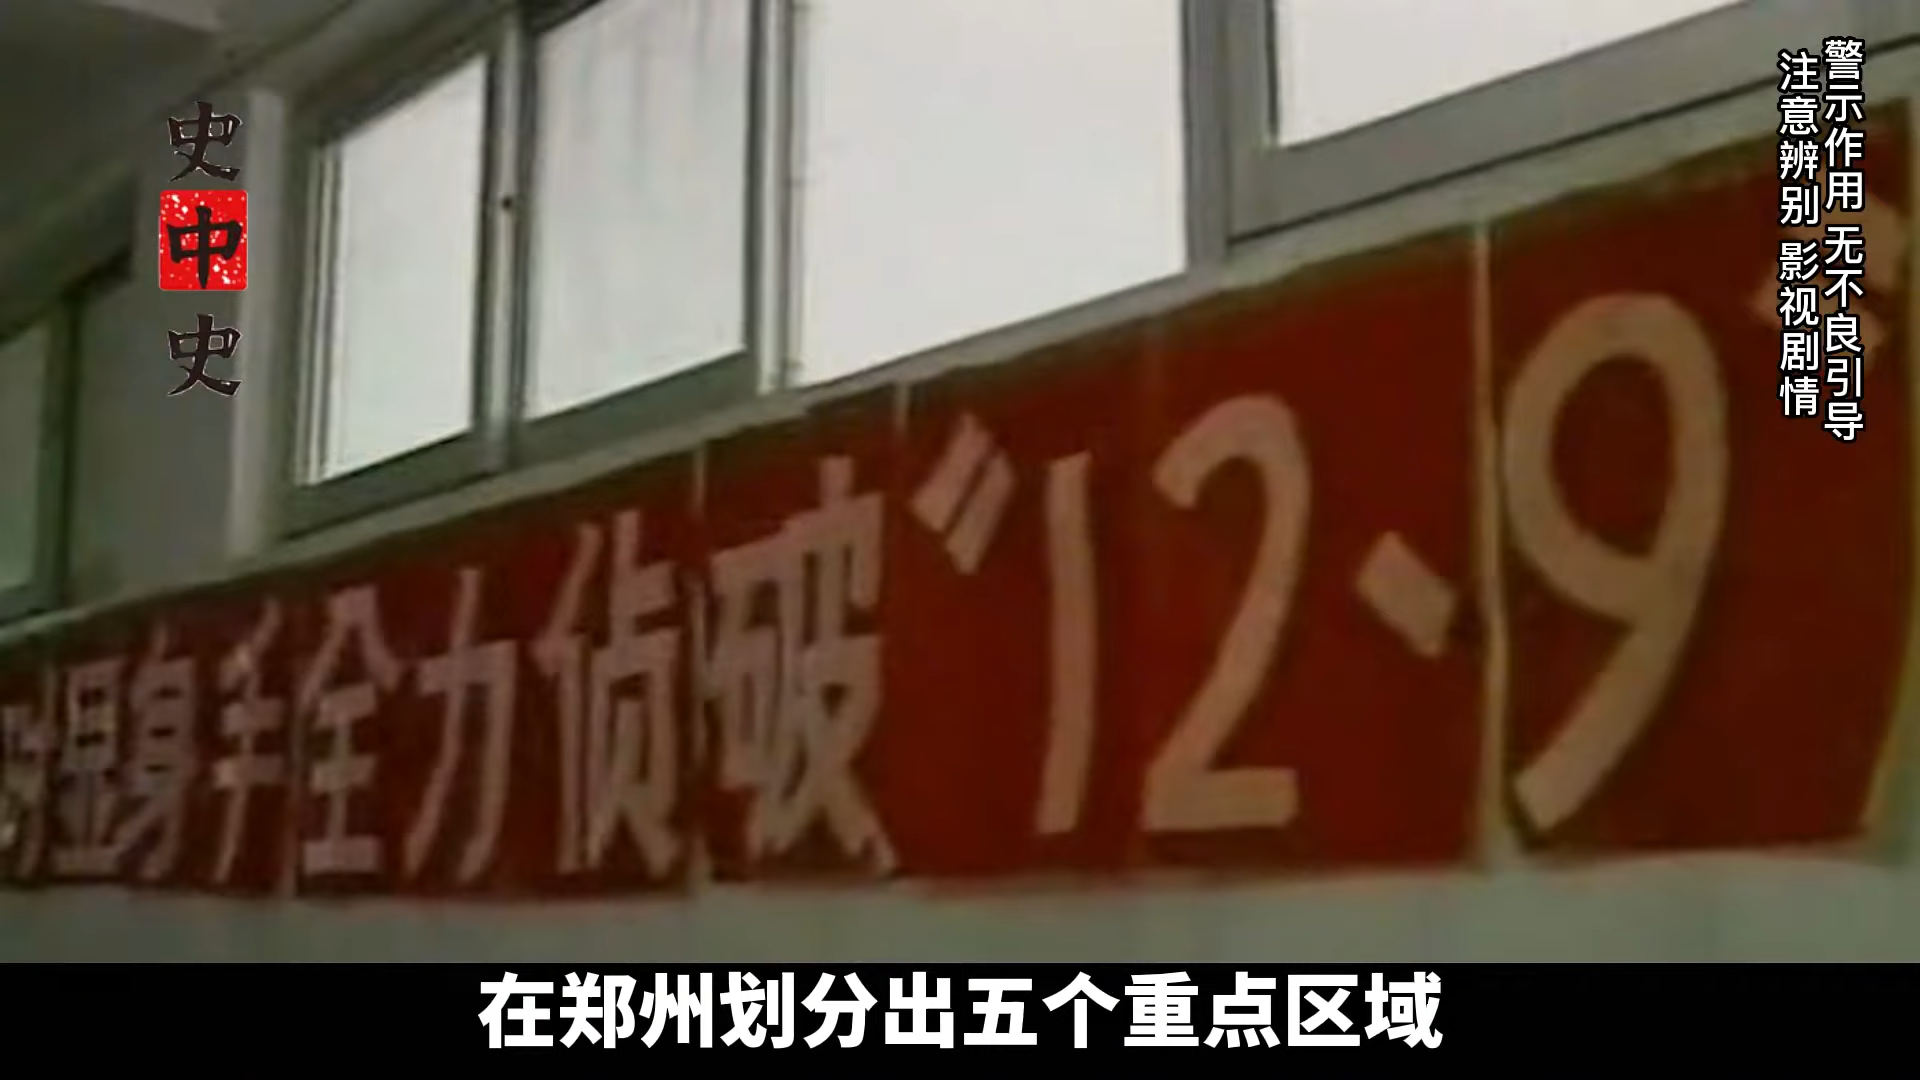 史中史
警示作用 无不良引导
注意辨别 影视剧情
时显身手全力侦破“12·9”
在郑州划分出五个重点区域